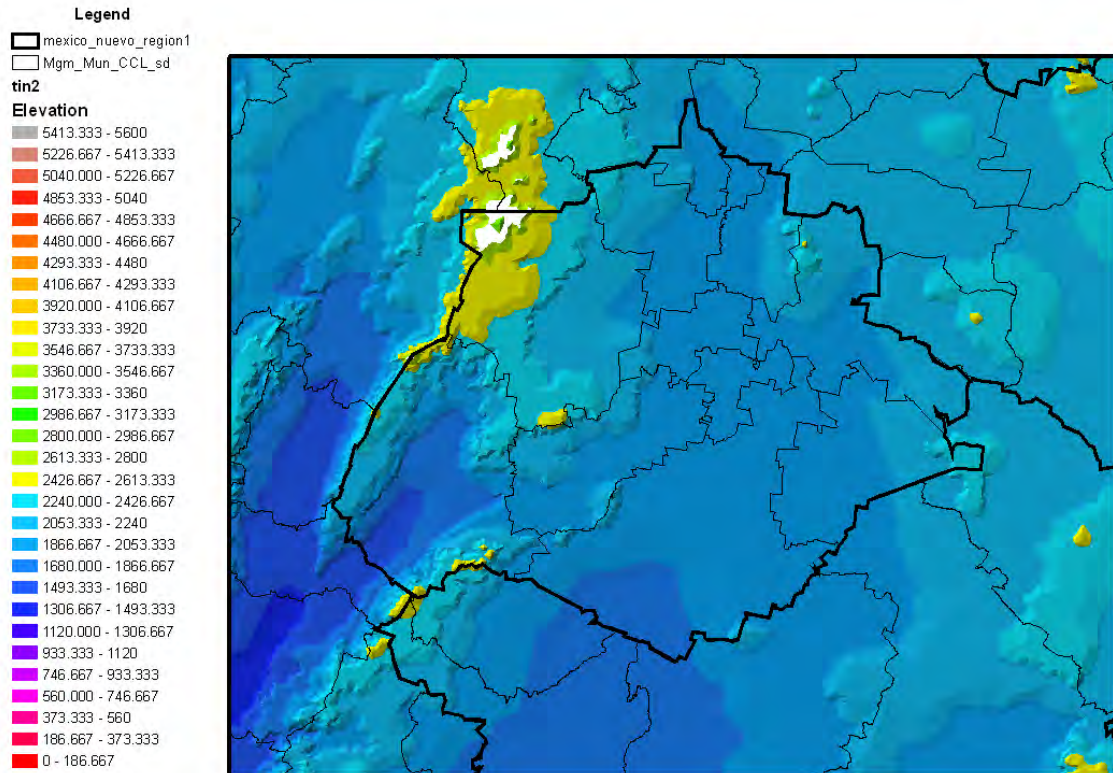 Legend
mexico_nuevo_region1
Mgm_Mun_CCL_sd
tin2
Elevation
5413.333 - 5600
5226.667 - 5413.333
5040.000 - 5226.667
4853.333 - 5040
4666.667 - 4853.333
4480.000 - 4666.667
4293.333 - 4480
4106.667 - 4293.333
3920.000 - 4106.667
3733.333 - 3920
3546.667 - 3733.333
3360.000 - 3546.667
3173.333 - 3360
2986.667 - 3173.333
2800.000 - 2986.667
2613.333 - 2800
2426.667 - 2613.333
2240.000 - 2426.667
2053.333 - 2240
1866.667 - 2053.333
1680.000 - 1866.667
1493.333 - 1680
1306.667 - 1493.333
1120.000 - 1306.667
933.333 - 1120
746.667 - 933.333
560.000 - 746.667
373.333 - 560
186.667 - 373.333
0 - 186.667